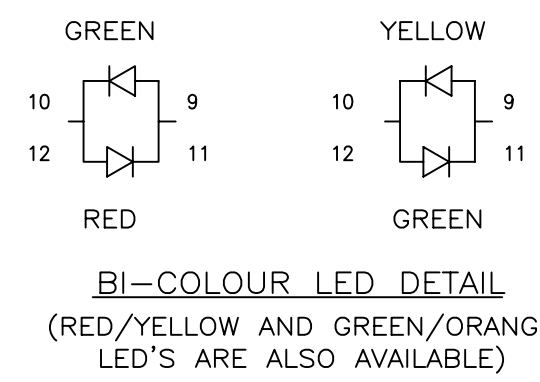 GREEN YELLOW
10 9 10 9
12 11 12 11
RED GREEN
BI-COLOUR LED DETAIL
(RED/YELLOW AND GREEN/ORANG
LED'S ARE ALSO AVAILABLE)